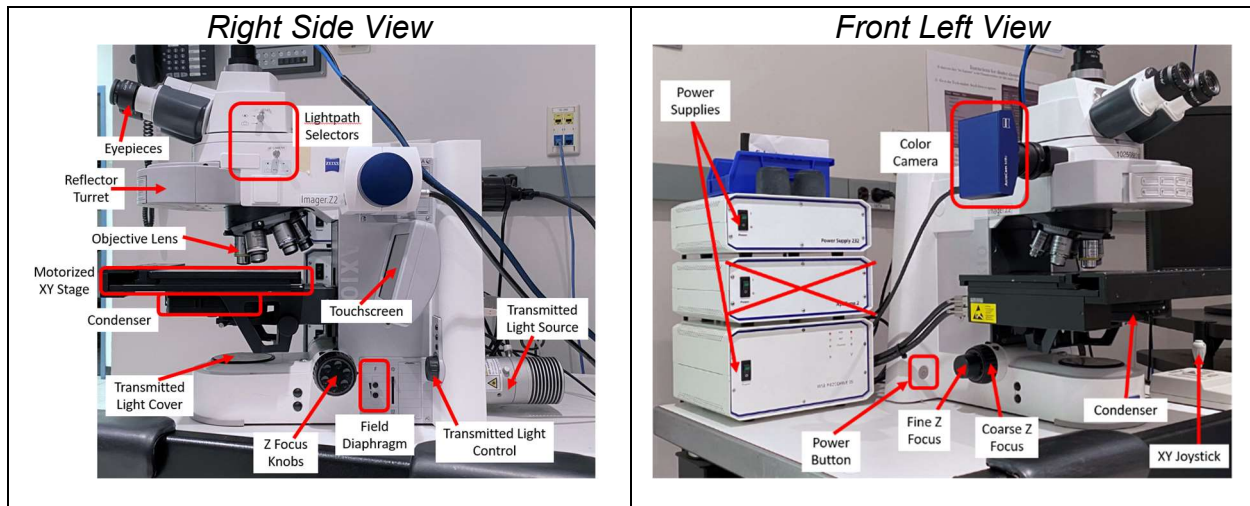 Right Side View
Front Left View
Eyepieces
Lightpath
Selectors
Reflector
Turret
Imager.Z2
Objective Lens
Motorized
XY Stage
Condenser
Touchscreen
Transmitted
Light Source
Transmitted
Light Cover
Z Focus
Knobs
Field
Diaphragm
Transmitted Light
Control
Power
Supplies
Color
Camera
Power Supply 232
Imager.Z2
Condenser
Power
Button
Fine Z
Focus
Coarse Z
Focus
XY Joystick